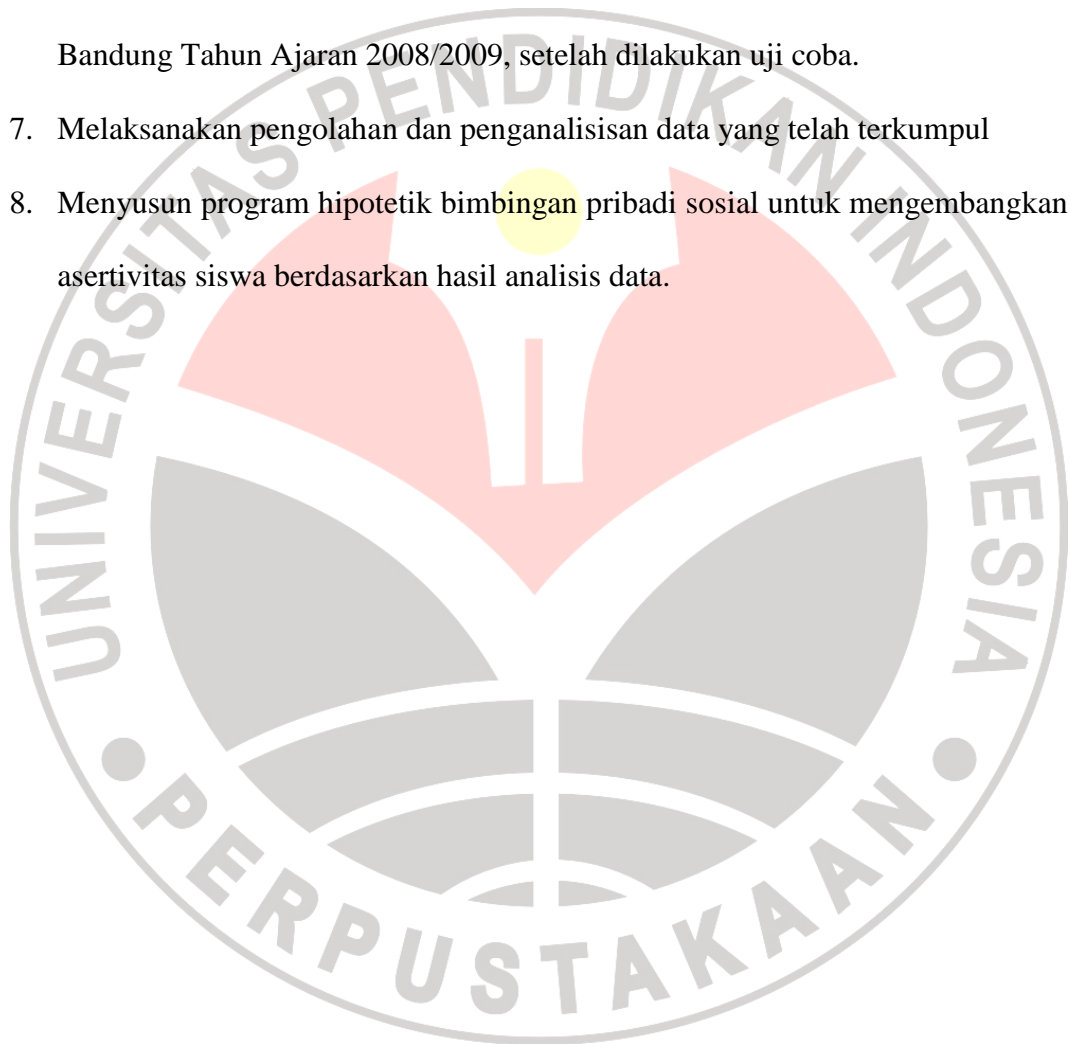 Bandung Tahun Ajaran 2008/2009, setelah dilakukan uji coba.
7. Melaksanakan pengolahan dan penganalisisan data yang telah terkumpul
8. Menyusun program hipotetik bimbingan pribadi sosial untuk mengembangkan
asertivitas siswa berdasarkan hasil analisis data.
UNIVERSITAS PENDIDIKAN INDONESIA
PERPUSTAKAAN